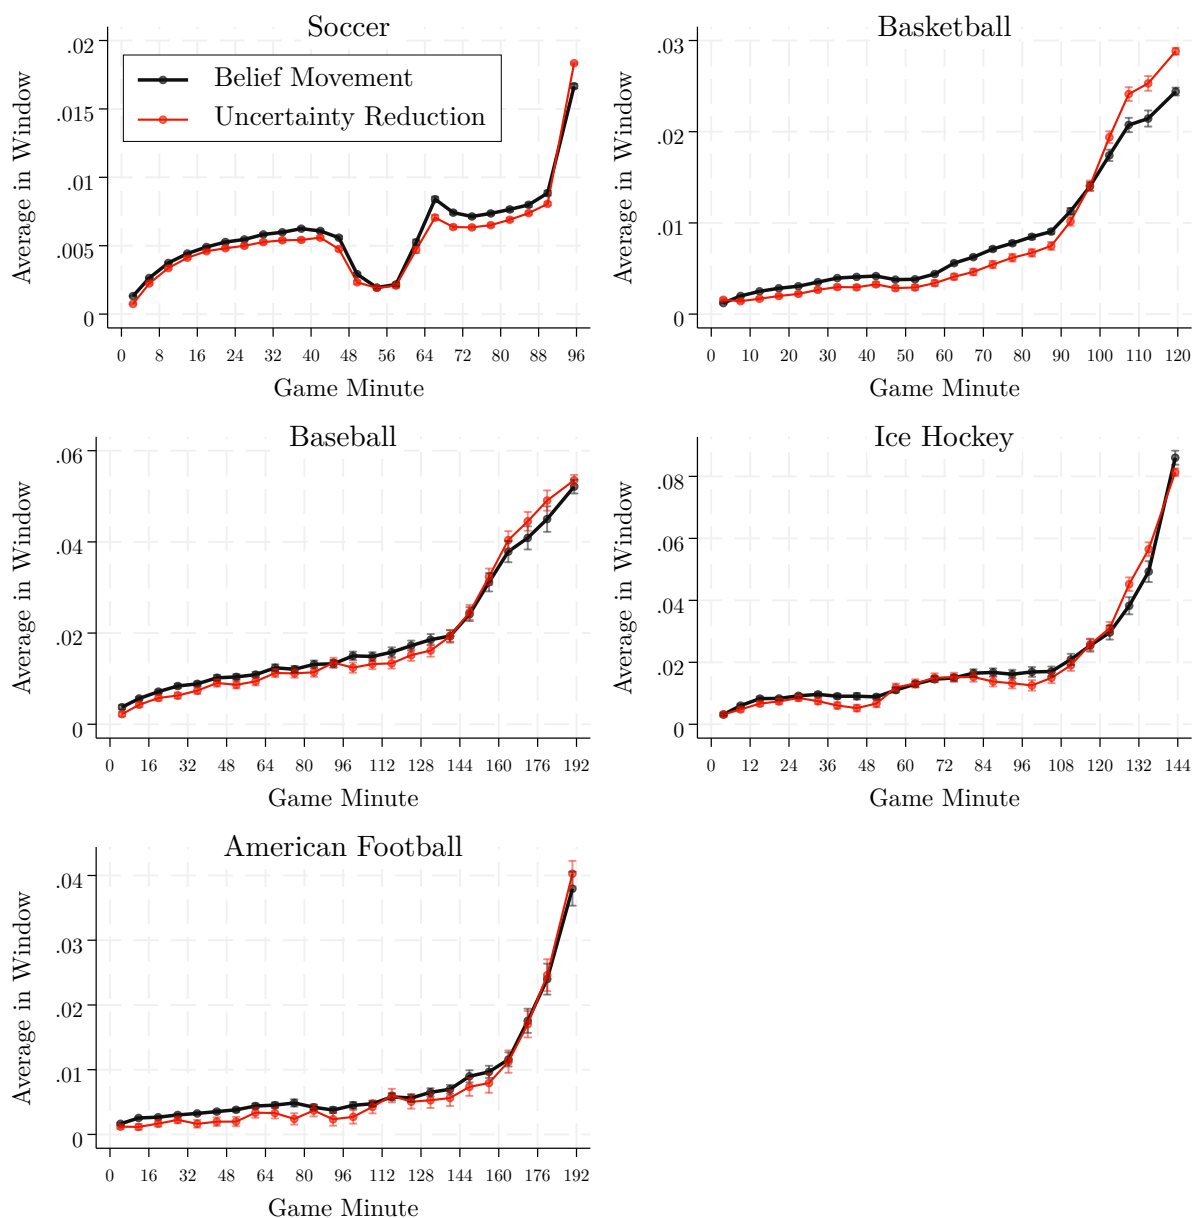 Soccer
Average in Window
.02
.015
.01
.005
0
Belief Movement
Uncertainty Reduction
0 8 16 24 32 40 48 56 64 72 80 88 96
Game Minute
Basketball
Average in Window
.03
.02
.01
0
0 10 20 30 40 50 60 70 80 90 100 110 120
Game Minute
Baseball
Average in Window
.06
.04
.02
0
0 16 32 48 64 80 96 112 128 144 160 176 192
Game Minute
Ice Hockey
Average in Window
.08
.06
.04
.02
0
0 12 24 36 48 60 72 84 96 108 120 132 144
Game Minute
American Football
Average in Window
.04
.03
.02
.01
0
0 16 32 48 64 80 96 112 128 144 160 176 192
Game Minute